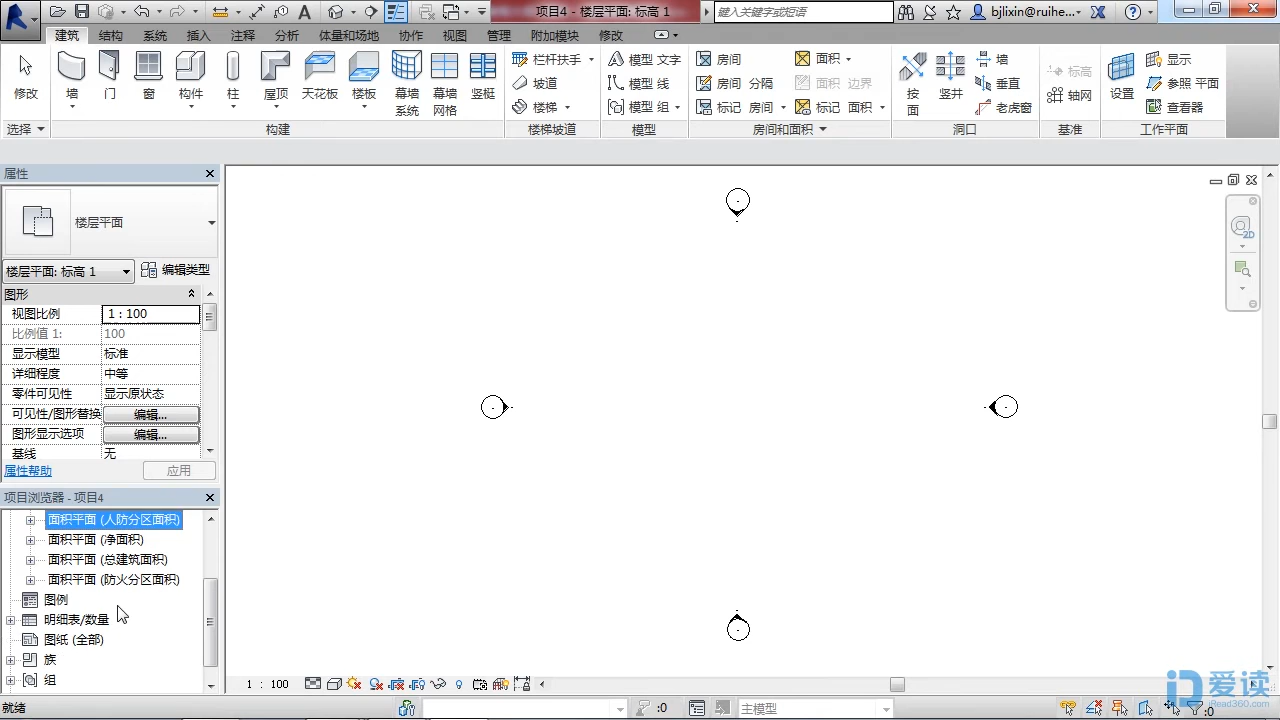 项目4 - 楼层平面: 标高 1
键入关键字或短语
bjlixin@ruihe...
建筑 结构 系统 插入 注释 分析 体量和场地 协作 视图 管理 附加模块 修改
修改 墙 门 窗 构件 柱 屋顶 天花板 楼板 幕墙 系统 幕墙 网格 竖梃
栏杆扶手 坡道 楼梯
模型 文字 模型 线 模型 组
房间 房间 分隔 标记 房间
面积 面积 边界 标记 面积
按 面 竖井 墙 垂直 老虎窗
标高 轴网
设置 显示 参照 平面 查看器
选择 构建 楼梯坡道 模型 房间和面积 洞口 基准 工作平面
属性
楼层平面
楼层平面: 标高 1 编辑类型
图形
视图比例 1 : 100
比例值 1: 100
显示模型 标准
详细程度 中等
零件可见性 显示原状态
可见性/图形替换 编辑...
图形显示选项 编辑...
基线 无
属性帮助 应用
项目浏览器 - 项目4
面积平面 (人防分区面积)
面积平面 (净面积)
面积平面 (总建筑面积)
面积平面 (防火分区面积)
图例
明细表/数量
图纸 (全部)
族
组
2D
1 : 100
就绪
:0
主模型
:0
爱读
iRead360.com